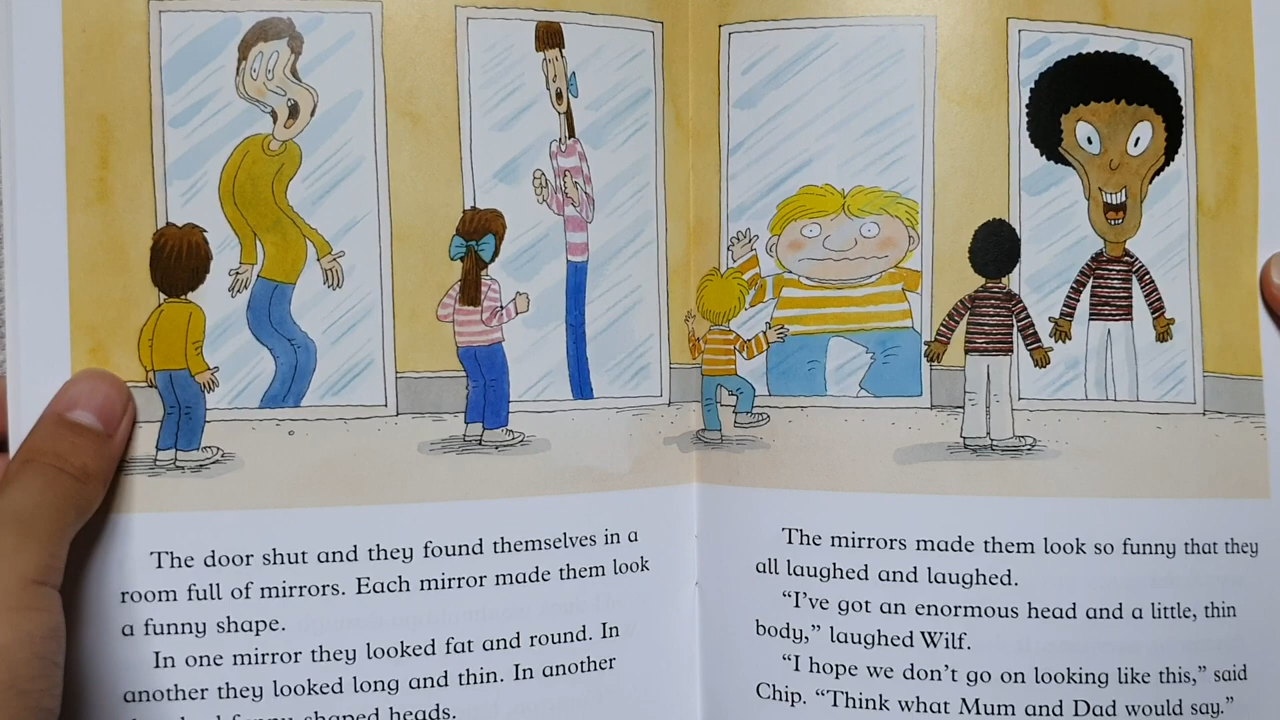 The door shut and they found themselves in a
room full of mirrors. Each mirror made them look
a funny shape.
In one mirror they looked fat and round. In
another they looked long and thin. In another
funny shaped heads.
The mirrors made them look so funny that they
all laughed and laughed.
“I’ve got an enormous head and a little, thin
body,” laughed Wilf.
“I hope we don’t go on looking like this,” said
Chip. “Think what Mum and Dad would say.”